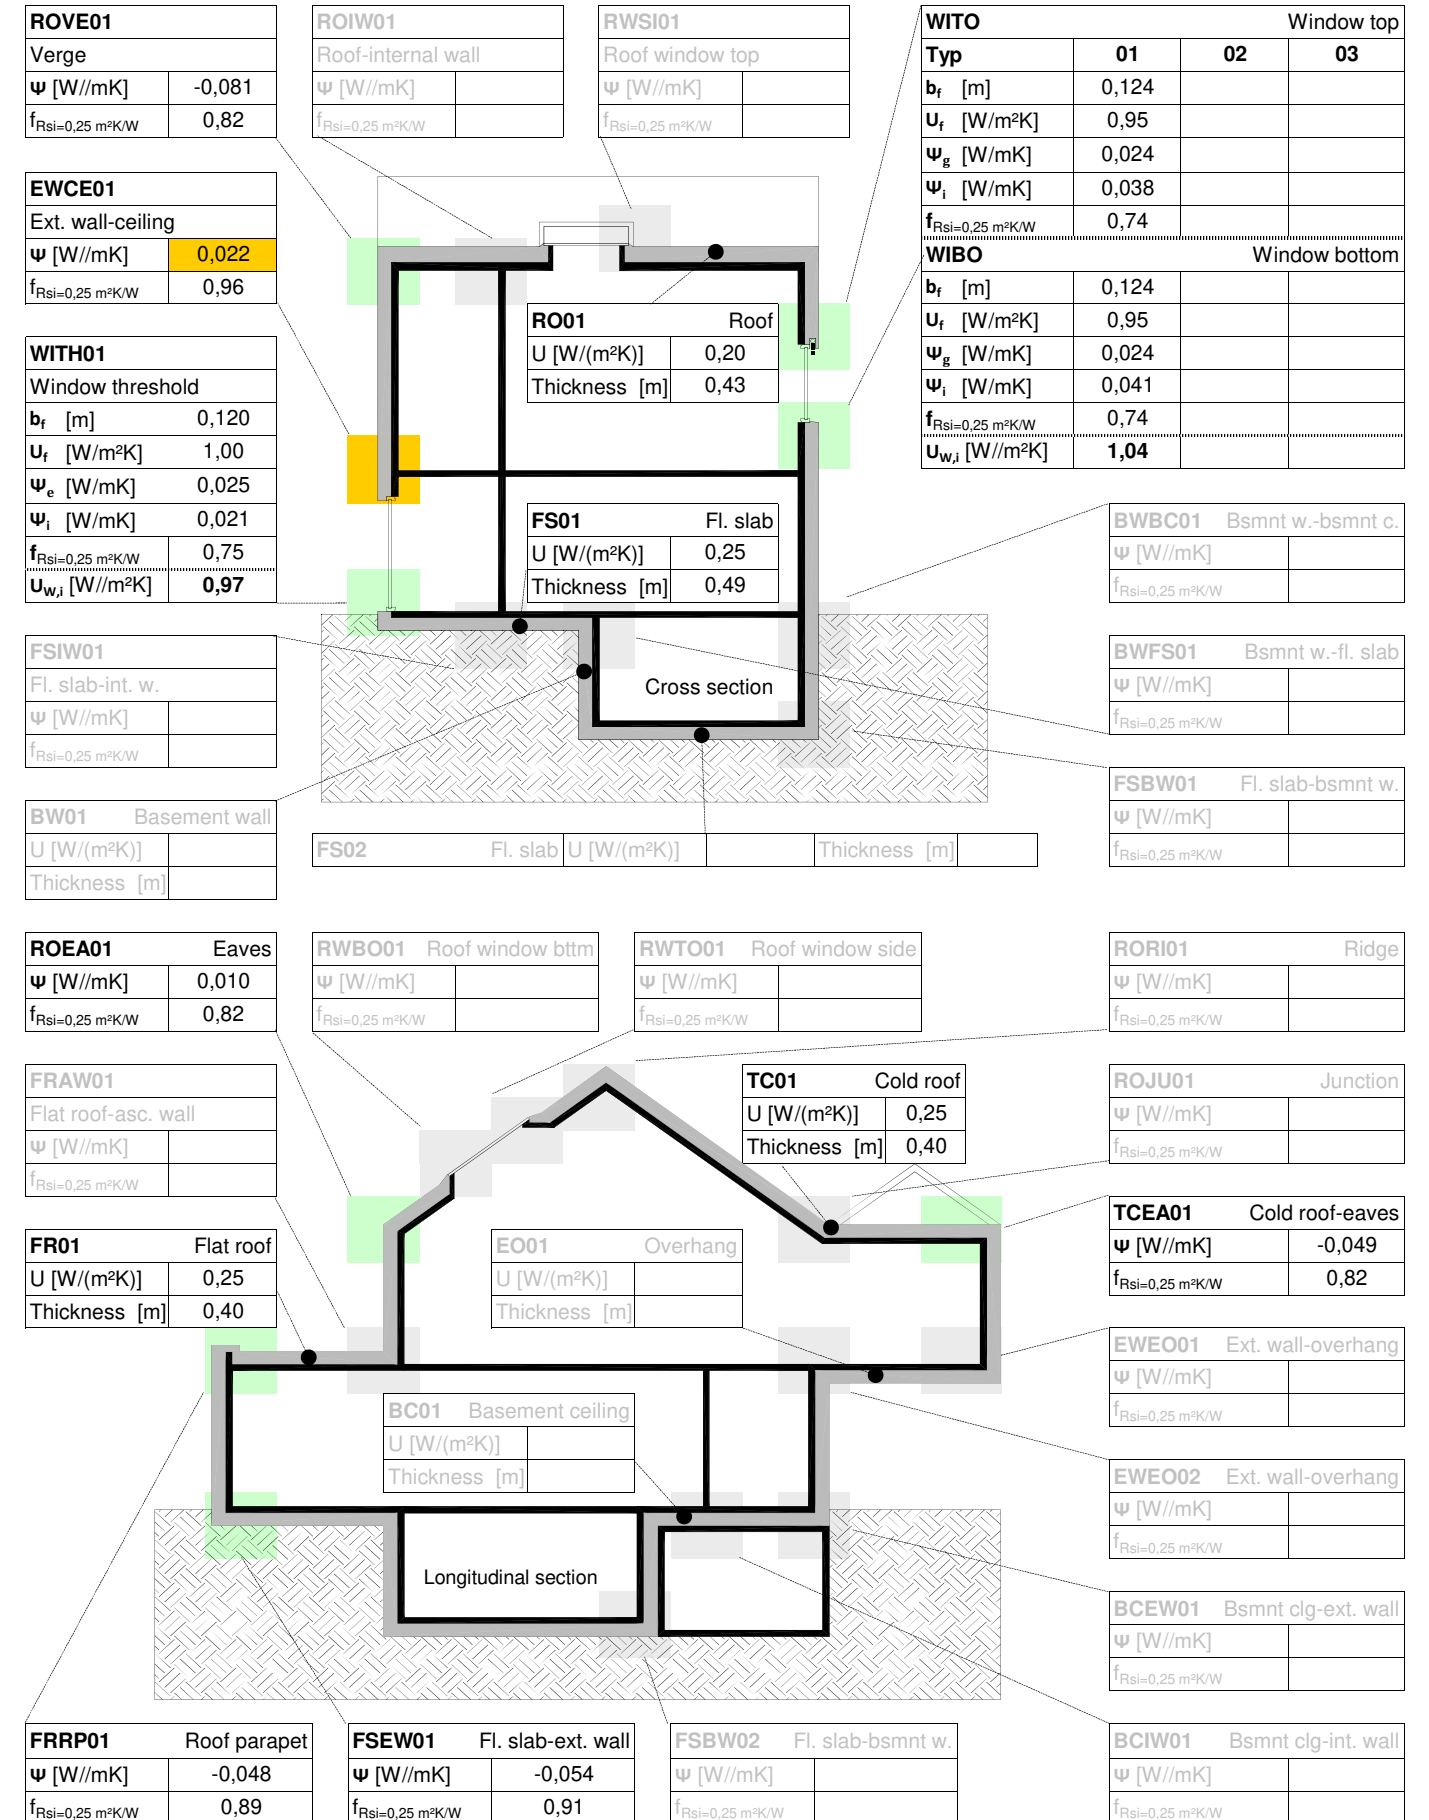 ROVE01
Verge
Ψ [W//mK] -0,081
fRsi=0,25 m²K/W 0,82
ROIW01
Roof-internal wall
Ψ [W//mK]
fRsi=0,25 m²K/W
RWSI01
Roof window top
Ψ [W//mK]
fRsi=0,25 m²K/W
WITO Window top
Typ 01 02 03
bf [m] 0,124
Uf [W/m²K] 0,95
Ψg [W/mK] 0,024
Ψi [W/mK] 0,038
fRsi=0,25 m²K/W 0,74
WIBO Window bottom
bf [m] 0,124
Uf [W/m²K] 0,95
Ψg [W/mK] 0,024
Ψi [W/mK] 0,041
fRsi=0,25 m²K/W 0,74
UW,i [W//m²K] 1,04
EWCE01
Ext. wall-ceiling
Ψ [W//mK] 0,022
fRsi=0,25 m²K/W 0,96
WITH01
Window threshold
bf [m] 0,120
Uf [W/m²K] 1,00
Ψe [W/mK] 0,025
Ψi [W/mK] 0,021
fRsi=0,25 m²K/W 0,75
UW,i [W//m²K] 0,97
RO01 Roof
U [W/(m²K)] 0,20
Thickness [m] 0,43
FS01 Fl. slab
U [W/(m²K)] 0,25
Thickness [m] 0,49
BWBC01 Bsmnt w.-bsmnt c.
Ψ [W//mK]
fRsi=0,25 m²K/W
FSIW01
Fl. slab-int. w.
Ψ [W//mK]
fRsi=0,25 m²K/W
Cross section
BWFS01 Bsmnt w.-fl. slab
Ψ [W//mK]
fRsi=0,25 m²K/W
FSBW01 Fl. slab-bsmnt w.
Ψ [W//mK]
fRsi=0,25 m²K/W
BW01 Basement wall
U [W/(m²K)]
Thickness [m]
FS02 Fl. slab U [W/(m²K)] Thickness [m]
ROEA01 Eaves
Ψ [W//mK] 0,010
fRsi=0,25 m²K/W 0,82
RWBO01 Roof window bttm
Ψ [W//mK]
fRsi=0,25 m²K/W
RWTO01 Roof window side
Ψ [W//mK]
fRsi=0,25 m²K/W
RORI01 Ridge
Ψ [W//mK]
fRsi=0,25 m²K/W
FRAW01
Flat roof-asc. wall
Ψ [W//mK]
fRsi=0,25 m²K/W
TC01 Cold roof
U [W/(m²K)] 0,25
Thickness [m] 0,40
ROJU01 Junction
Ψ [W//mK]
fRsi=0,25 m²K/W
FR01 Flat roof
U [W/(m²K)] 0,25
Thickness [m] 0,40
EO01 Overhang
U [W/(m²K)]
Thickness [m]
TCEA01 Cold roof-eaves
Ψ [W//mK] -0,049
fRsi=0,25 m²K/W 0,82
EWEO01 Ext. wall-overhang
Ψ [W//mK]
fRsi=0,25 m²K/W
BC01 Basement ceiling
U [W/(m²K)]
Thickness [m]
EWEO02 Ext. wall-overhang
Ψ [W//mK]
fRsi=0,25 m²K/W
Longitudinal section
BCEW01 Bsmnt clg-ext. wall
Ψ [W//mK]
fRsi=0,25 m²K/W
FRRP01 Roof parapet
Ψ [W//mK] -0,048
fRsi=0,25 m²K/W 0,89
FSEW01 Fl. slab-ext. wall
Ψ [W//mK] -0,054
fRsi=0,25 m²K/W 0,91
FSBW02 Fl. slab-bsmnt w.
Ψ [W//mK]
fRsi=0,25 m²K/W
BCIW01 Bsmnt clg-int. wall
Ψ [W//mK]
fRsi=0,25 m²K/W